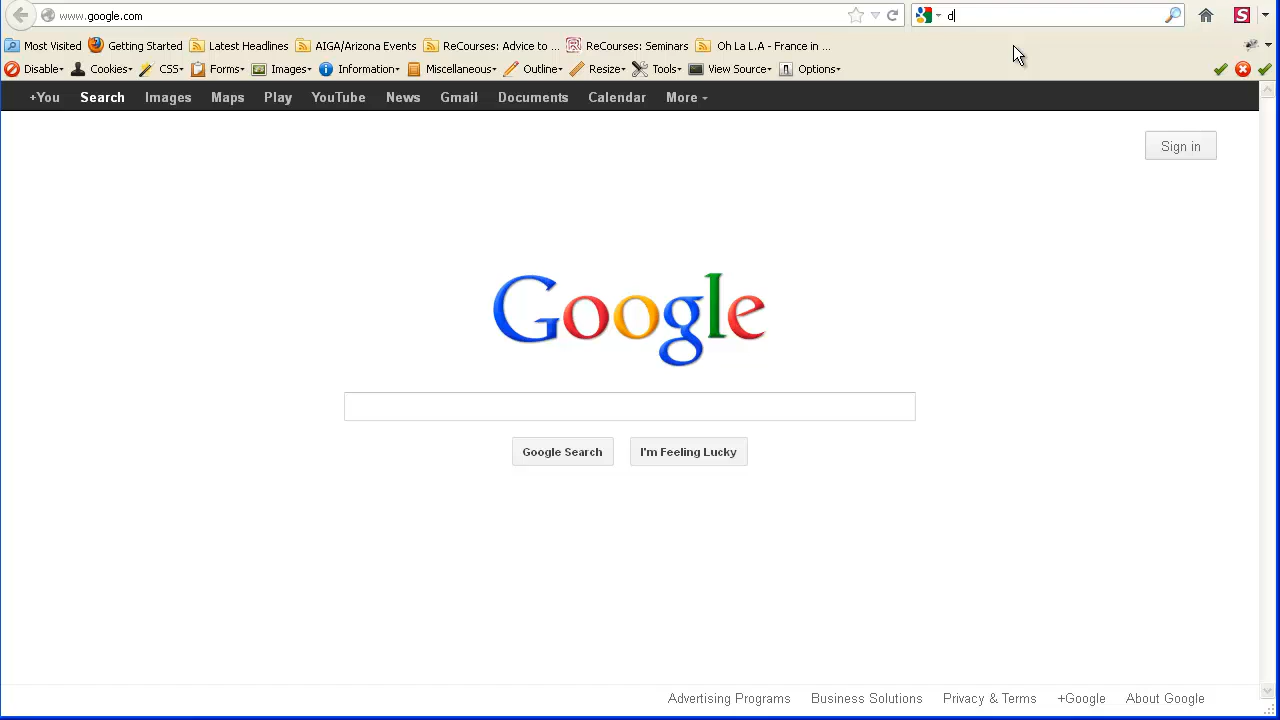 www.google.com
d
Most Visited Getting Started Latest Headlines AIGA/Arizona Events ReCourses: Advice to ... ReCourses: Seminars Oh La L.A - France in ...
Disable Cookies CSS Forms Images Information Miscellaneous Outline Resize Tools View Source Options
+You Search Images Maps Play YouTube News Gmail Documents Calendar More
Sign in
Google
Google Search I'm Feeling Lucky
Advertising Programs Business Solutions Privacy & Terms +Google About Google